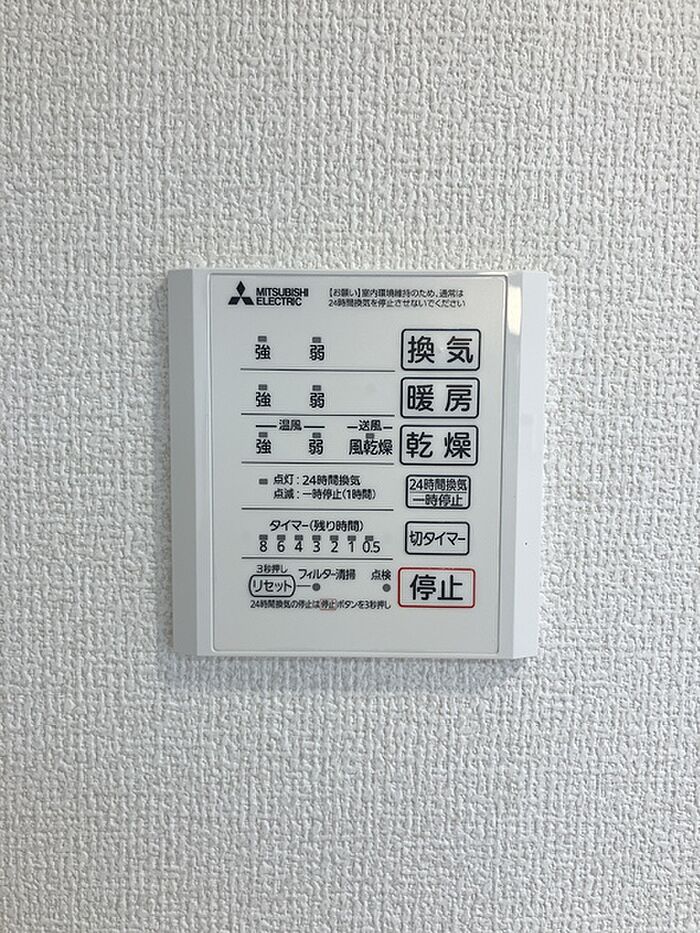 MITSUBISHI
ELECTRIC
【お願い】室内環境維持のため、通常は
24時間換気を停止させないでください
強 弱 換気
強 弱 暖房
温風 送風
強 弱 風乾燥 乾燥
点灯：24時間換気
点滅：一時停止(1時間)
24時間換気
一時停止
タイマー(残り時間)
8 6 4 3 2 1 0.5
切タイマー
3秒押し
リセット フィルター清掃 点検
停止
24時間換気の停止は停止ボタンを3秒押し